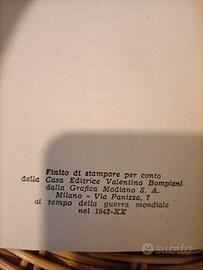 Finito di stampare per conto
della Casa Editrice Valentino Bompiani
dalla Grafica Modiano S. A.
Milano - Via Panizza, 7
al tempo della guerra mondiale
nel 1942-XX
subito